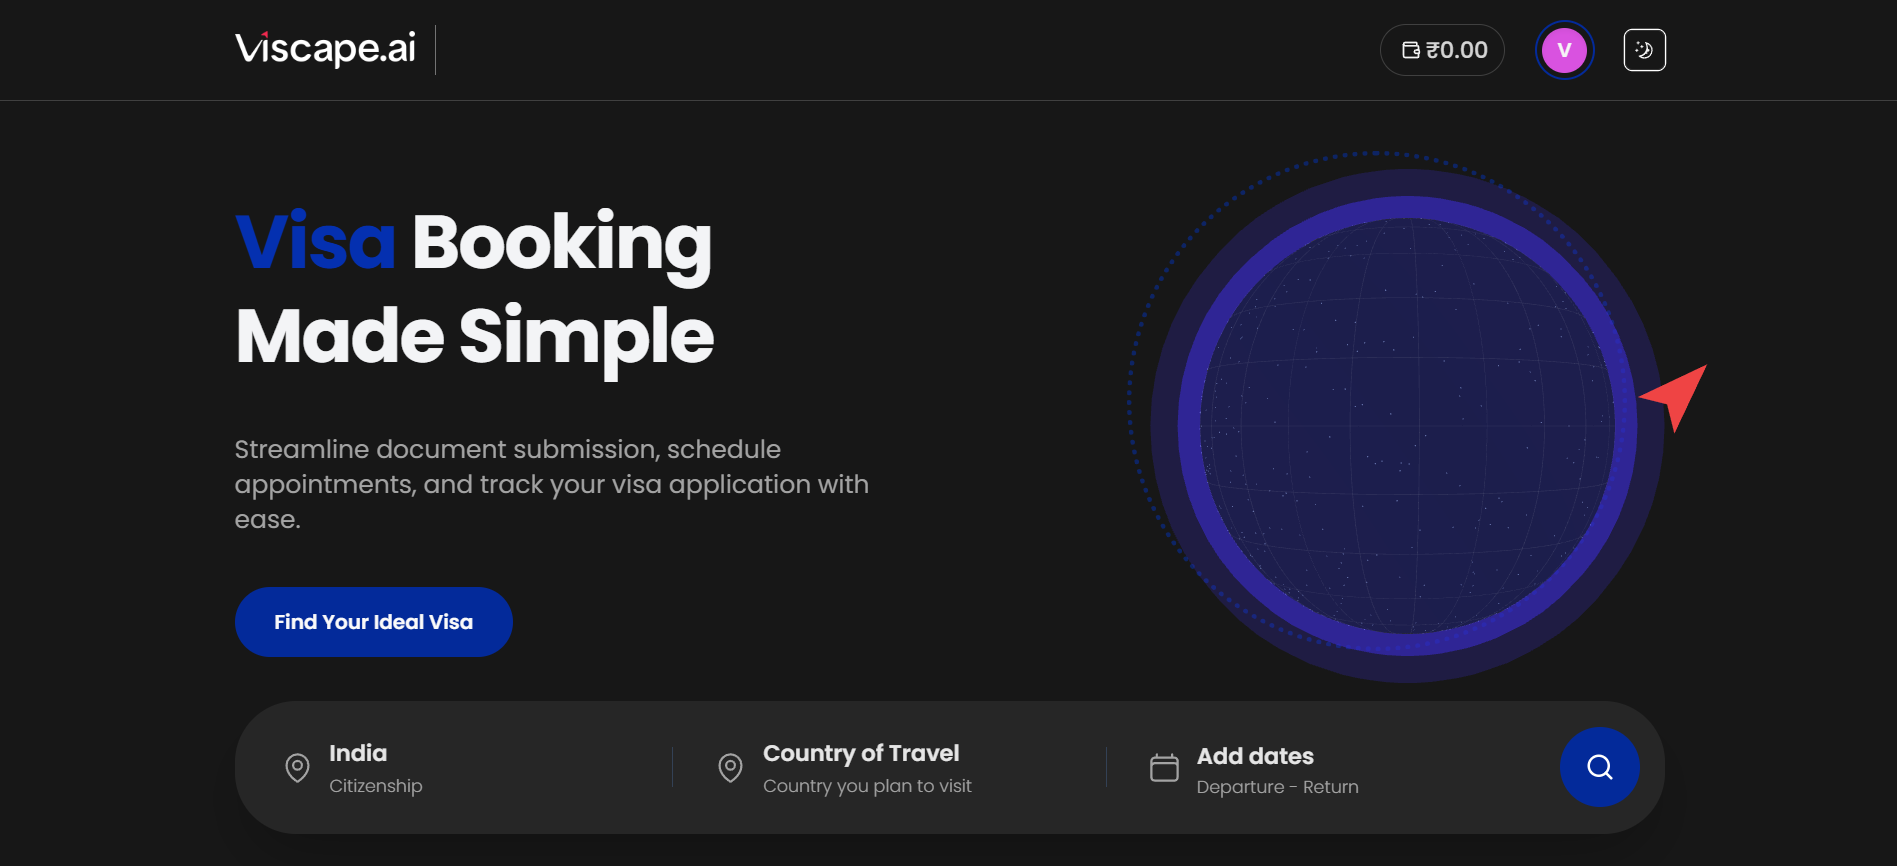 Viscape.ai
₹0.00
V
Visa Booking
Made Simple
Streamline document submission, schedule
appointments, and track your visa application with
ease.
Find Your Ideal Visa
India
Citizenship
Country of Travel
Country you plan to visit
Add dates
Departure - Return